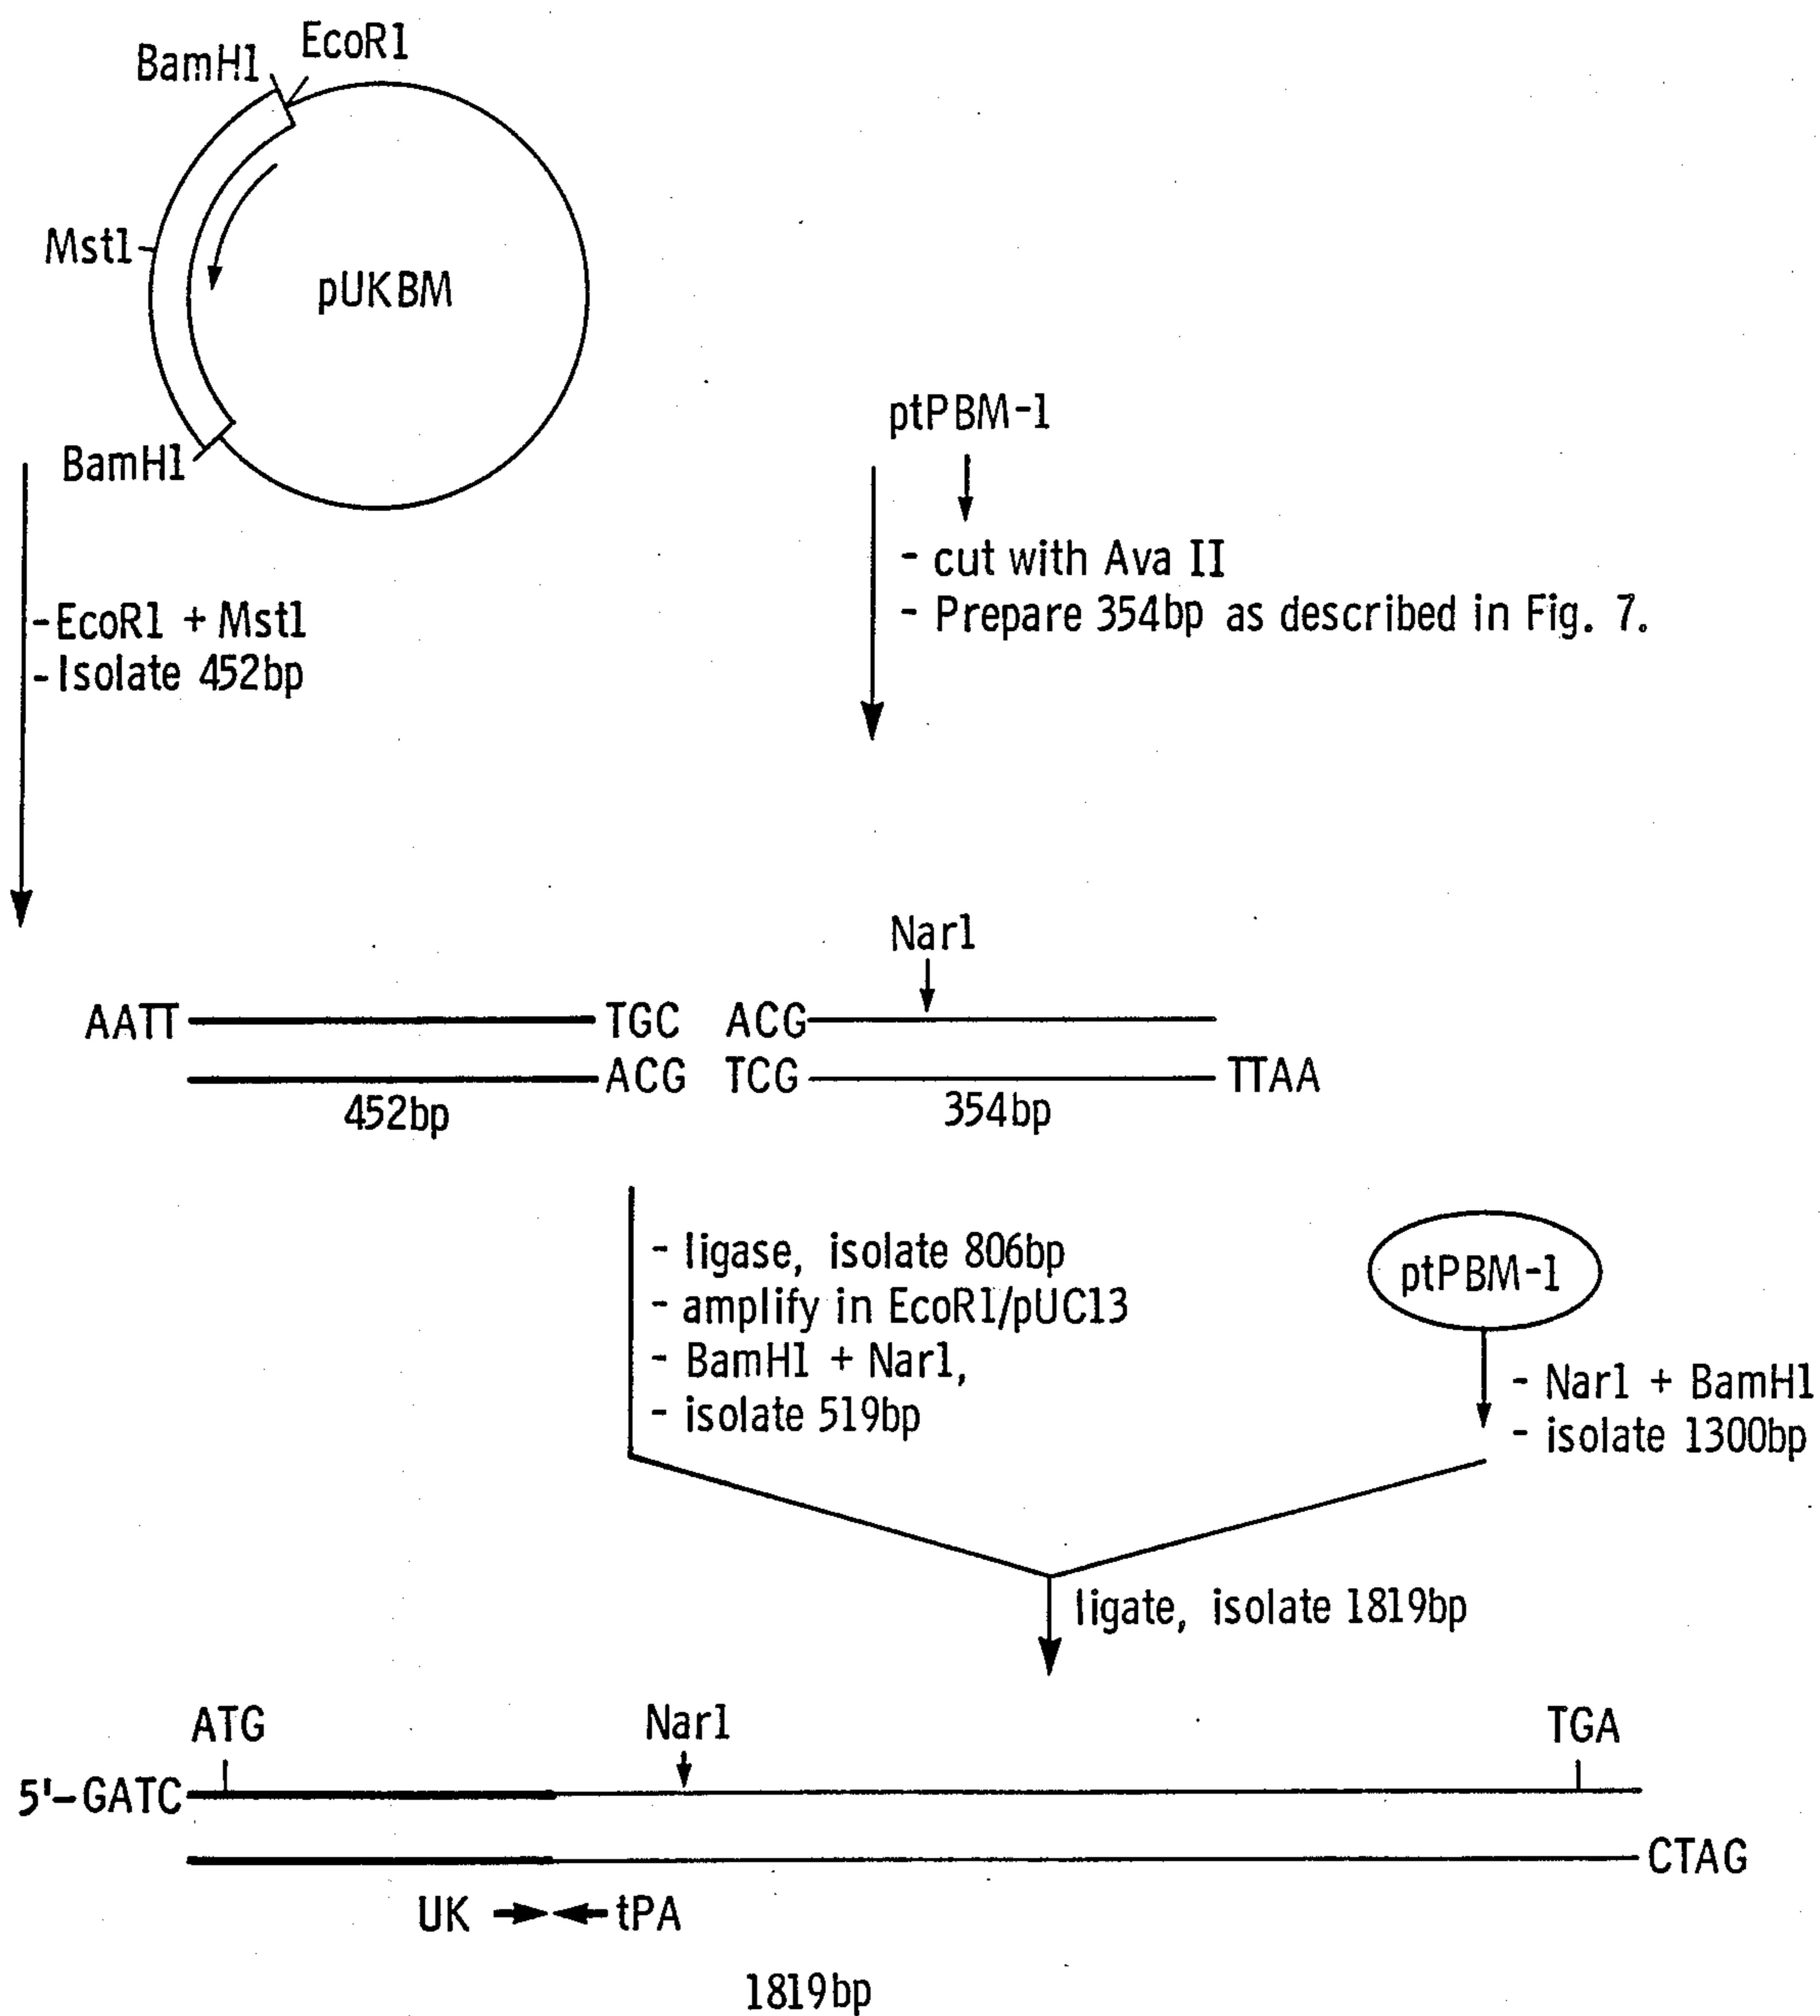 BamH1 EcoR1
Mst1
pUKBM
BamH1
ptPBM-1
- cut with Ava II
- Prepare 354bp as described in Fig. 7.
-EcoR1 + Mst1
-Isolate 452bp
Nar1
AATT TGC ACG
ACG TCG TTAA
452bp 354bp
- ligase, isolate 806bp
- amplify in EcoR1/pUC13
- BamH1 + Nar1,
- isolate 519bp
ptPBM-1
- Nar1 + BamH1
- isolate 1300bp
ligate, isolate 1819bp
ATG Nar1 TGA
5'-GATC
CTAG
UK tPA
1819bp